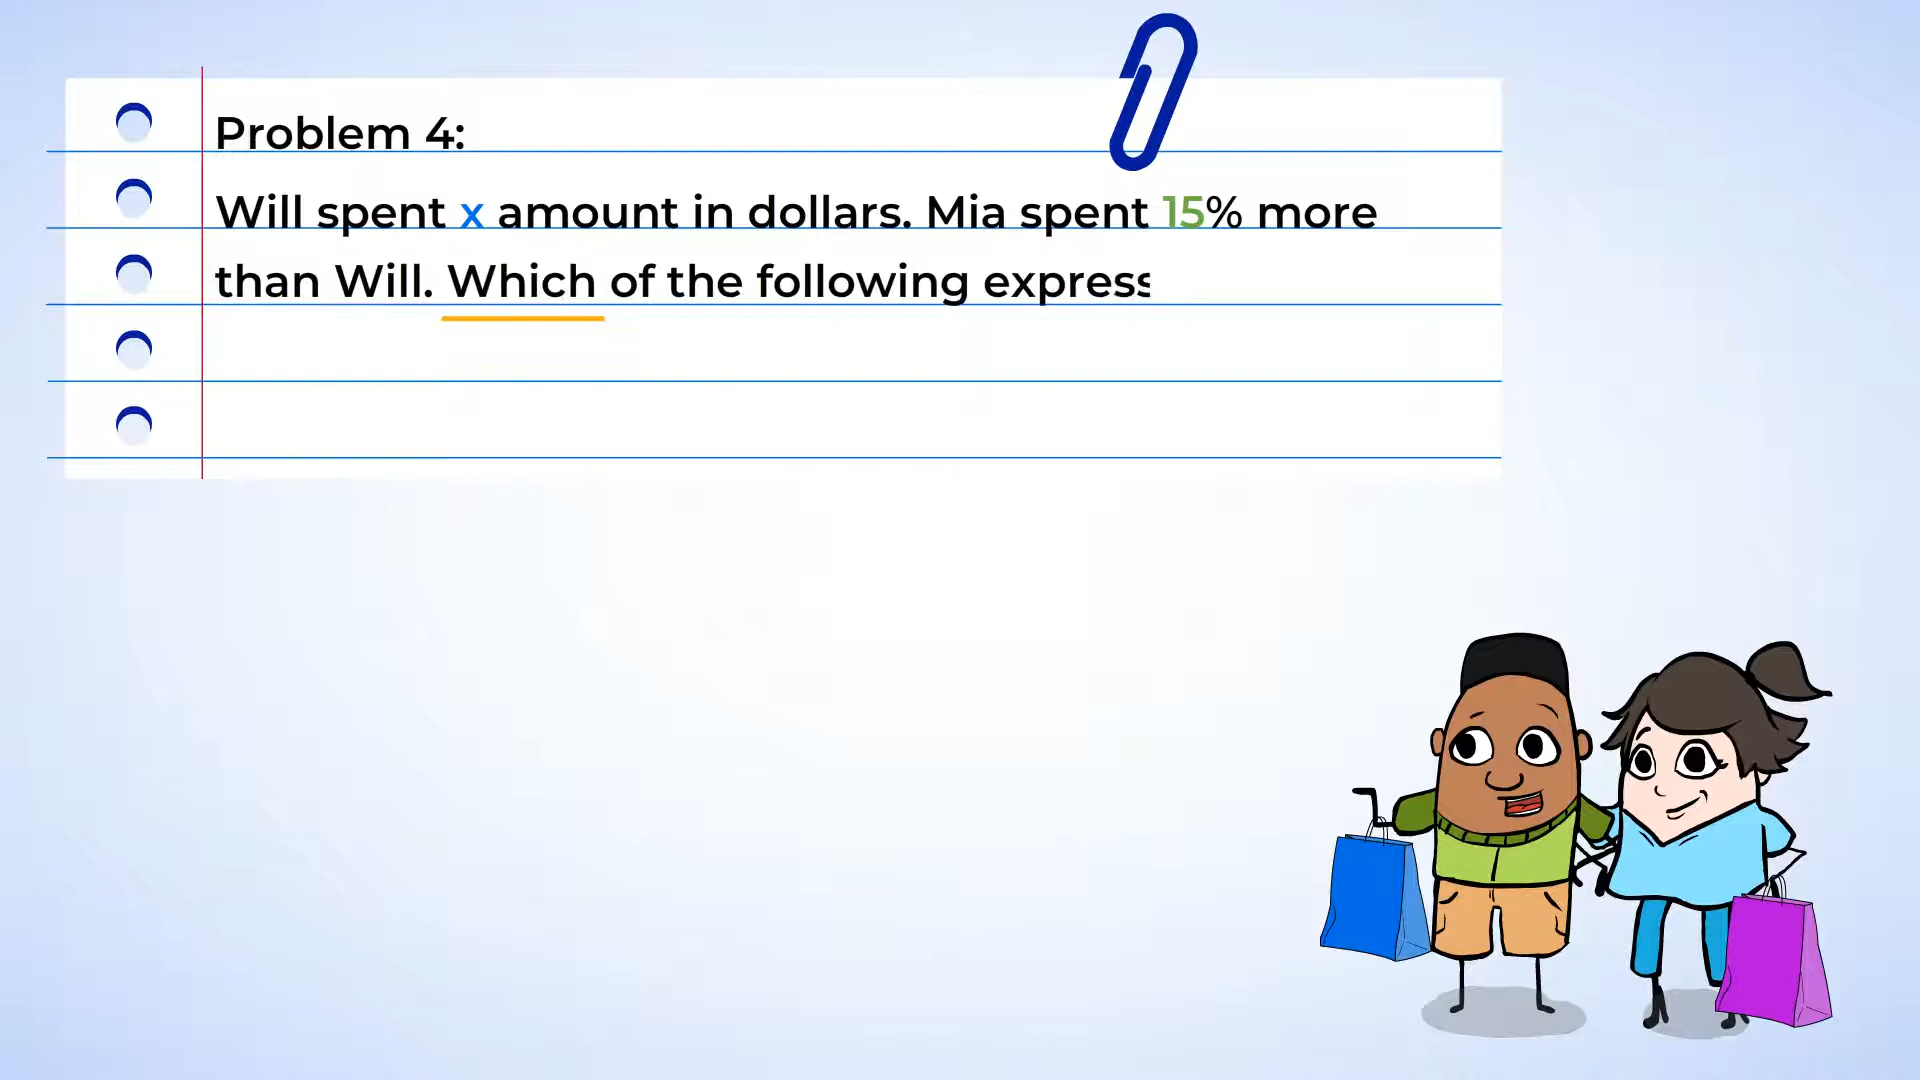 Problem 4:
Will spent x amount in dollars. Mia spent 15% more
than Will. Which of the following express